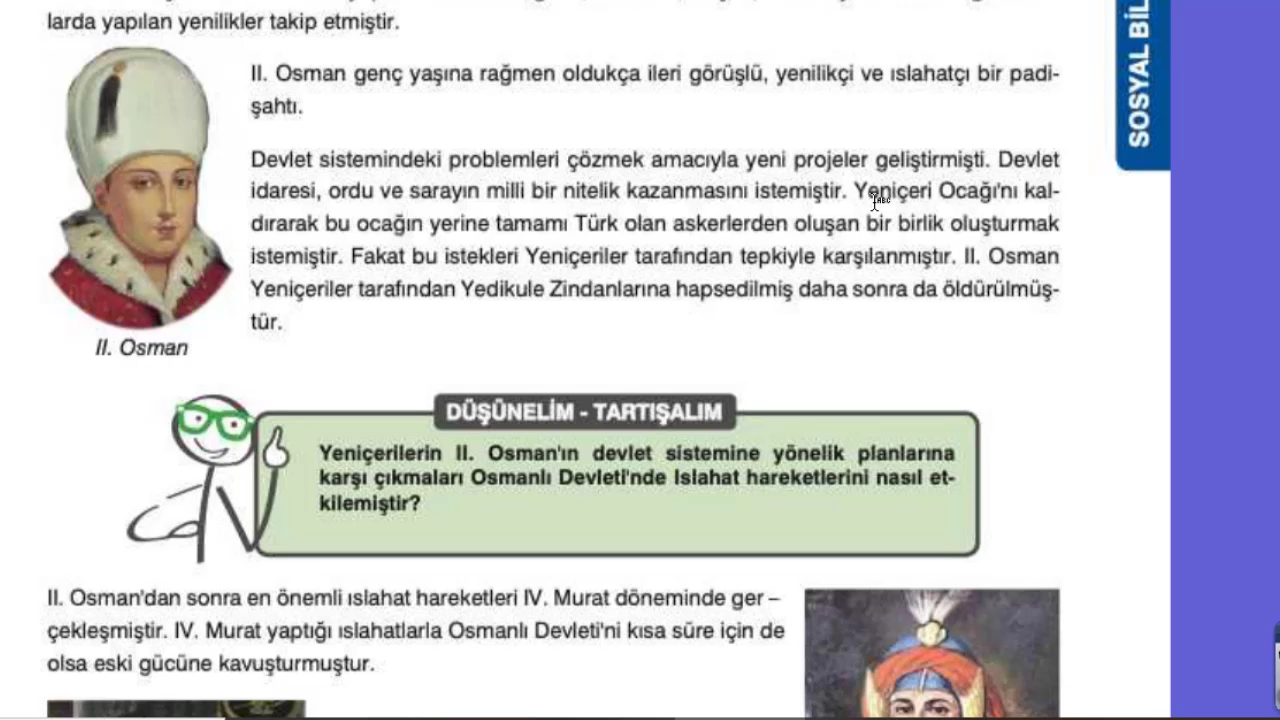 larda yapılan yenilikler takip etmiştir.
SOSYAL BİL
II. Osman genç yaşına rağmen oldukça ileri görüşlü, yenilikçi ve ıslahatçı bir padi-
şahtı.
Devlet sistemindeki problemleri çözmek amacıyla yeni projeler geliştirmişti. Devlet
idaresi, ordu ve sarayın milli bir nitelik kazanmasını istemiştir. Yeniçeri Ocağı'nı kal-
dırarak bu ocağın yerine tamamı Türk olan askerlerden oluşan bir birlik oluşturmak
istemiştir. Fakat bu istekleri Yeniçeriler tarafından tepkiyle karşılanmıştır. II. Osman
Yeniçeriler tarafından Yedikule Zindanlarına hapsedilmiş daha sonra da öldürülmüş-
tür.
II. Osman
DÜŞÜNELİM - TARTIŞALIM
Yeniçerilerin II. Osman'ın devlet sistemine yönelik planlarına
karşı çıkmaları Osmanlı Devleti'nde Islahat hareketlerini nasıl et-
kilemiştir?
II. Osman'dan sonra en önemli ıslahat hareketleri IV. Murat döneminde ger –
çekleşmiştir. IV. Murat yaptığı ıslahatlarla Osmanlı Devleti'ni kısa süre için de
olsa eski gücüne kavuşturmuştur.